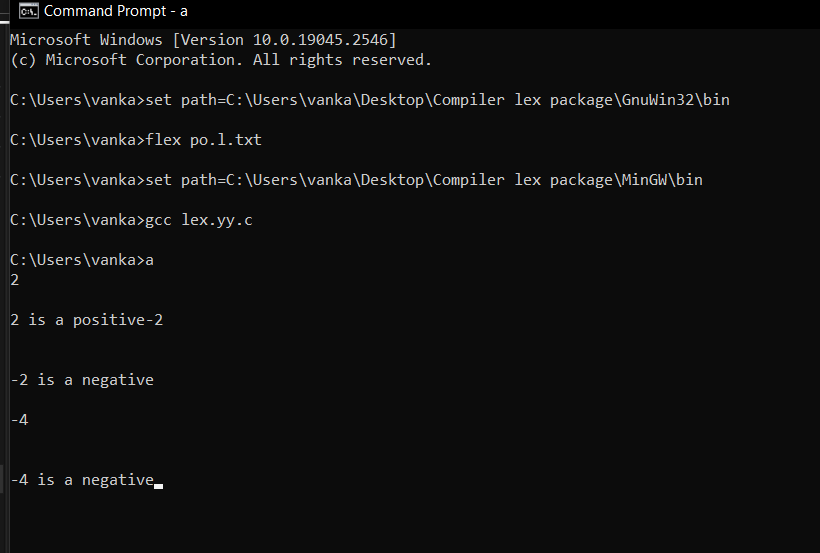 Command Prompt - a
Microsoft Windows [Version 10.0.19045.2546]
(c) Microsoft Corporation. All rights reserved.
C:\Users\vanka>set path=C:\Users\vanka\Desktop\Compiler lex package\GnuWin32\bin
C:\Users\vanka>flex po.l.txt
C:\Users\vanka>set path=C:\Users\vanka\Desktop\Compiler lex package\MinGW\bin
C:\Users\vanka>gcc lex.yy.c
C:\Users\vanka>a
2
2 is a positive-2
-2 is a negative
-4
-4 is a negative